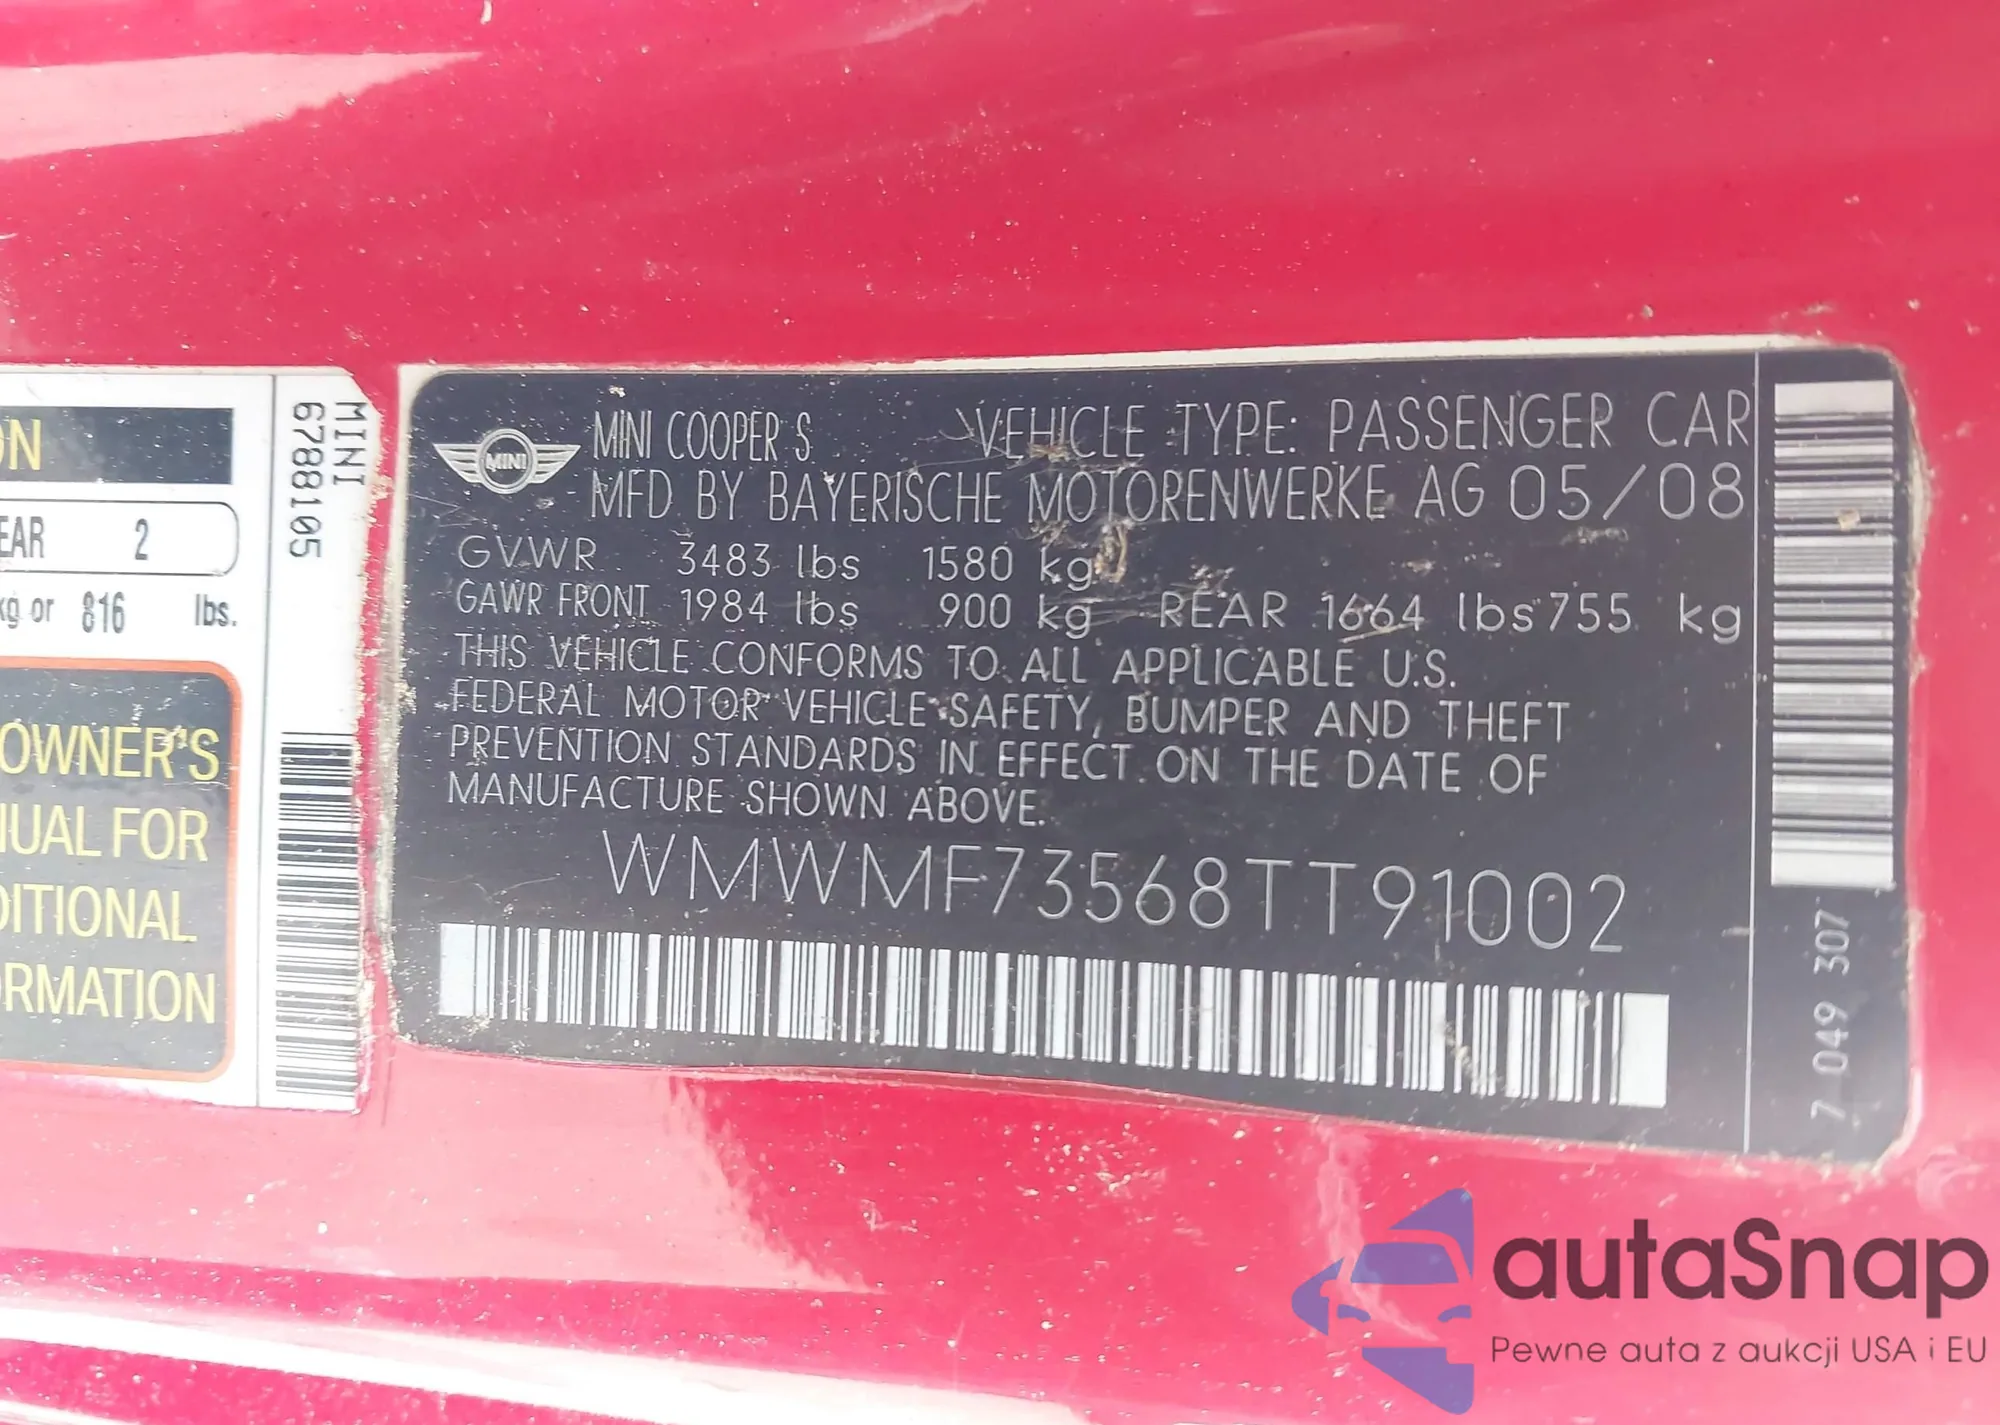 ON
EAR 2
kg or 816 lbs.
OWNER'S
NUAL FOR
DITIONAL
ORMATION
MINI
6788105
MINI
MINI COOPER S VEHICLE TYPE: PASSENGER CAR
MFD BY BAYERISCHE MOTORENWERKE AG 05/08
GVWR 3483 lbs 1580 kg
GAWR FRONT 1984 lbs 900 kg REAR 1664 lbs 755 kg
THIS VEHICLE CONFORMS TO ALL APPLICABLE U.S.
FEDERAL MOTOR VEHICLE SAFETY, BUMPER AND THEFT
PREVENTION STANDARDS IN EFFECT ON THE DATE OF
MANUFACTURE SHOWN ABOVE.
WMWMF73568TT91002
7 049 307
autaSnap
Pewne auta z aukcji USA i EU